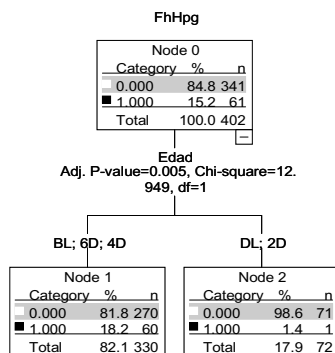 FhHpg
Node 0
Category % n
0.000 84.8 341
1.000 15.2 61
Total 100.0 402
Edad
Adj. P-value=0.005, Chi-square=12.
949, df=1
BL; 6D; 4D
DL; 2D
Node 1
Category % n
0.000 81.8 270
1.000 18.2 60
Total 82.1 330
Node 2
Category % n
0.000 98.6 71
1.000 1.4 1
Total 17.9 72